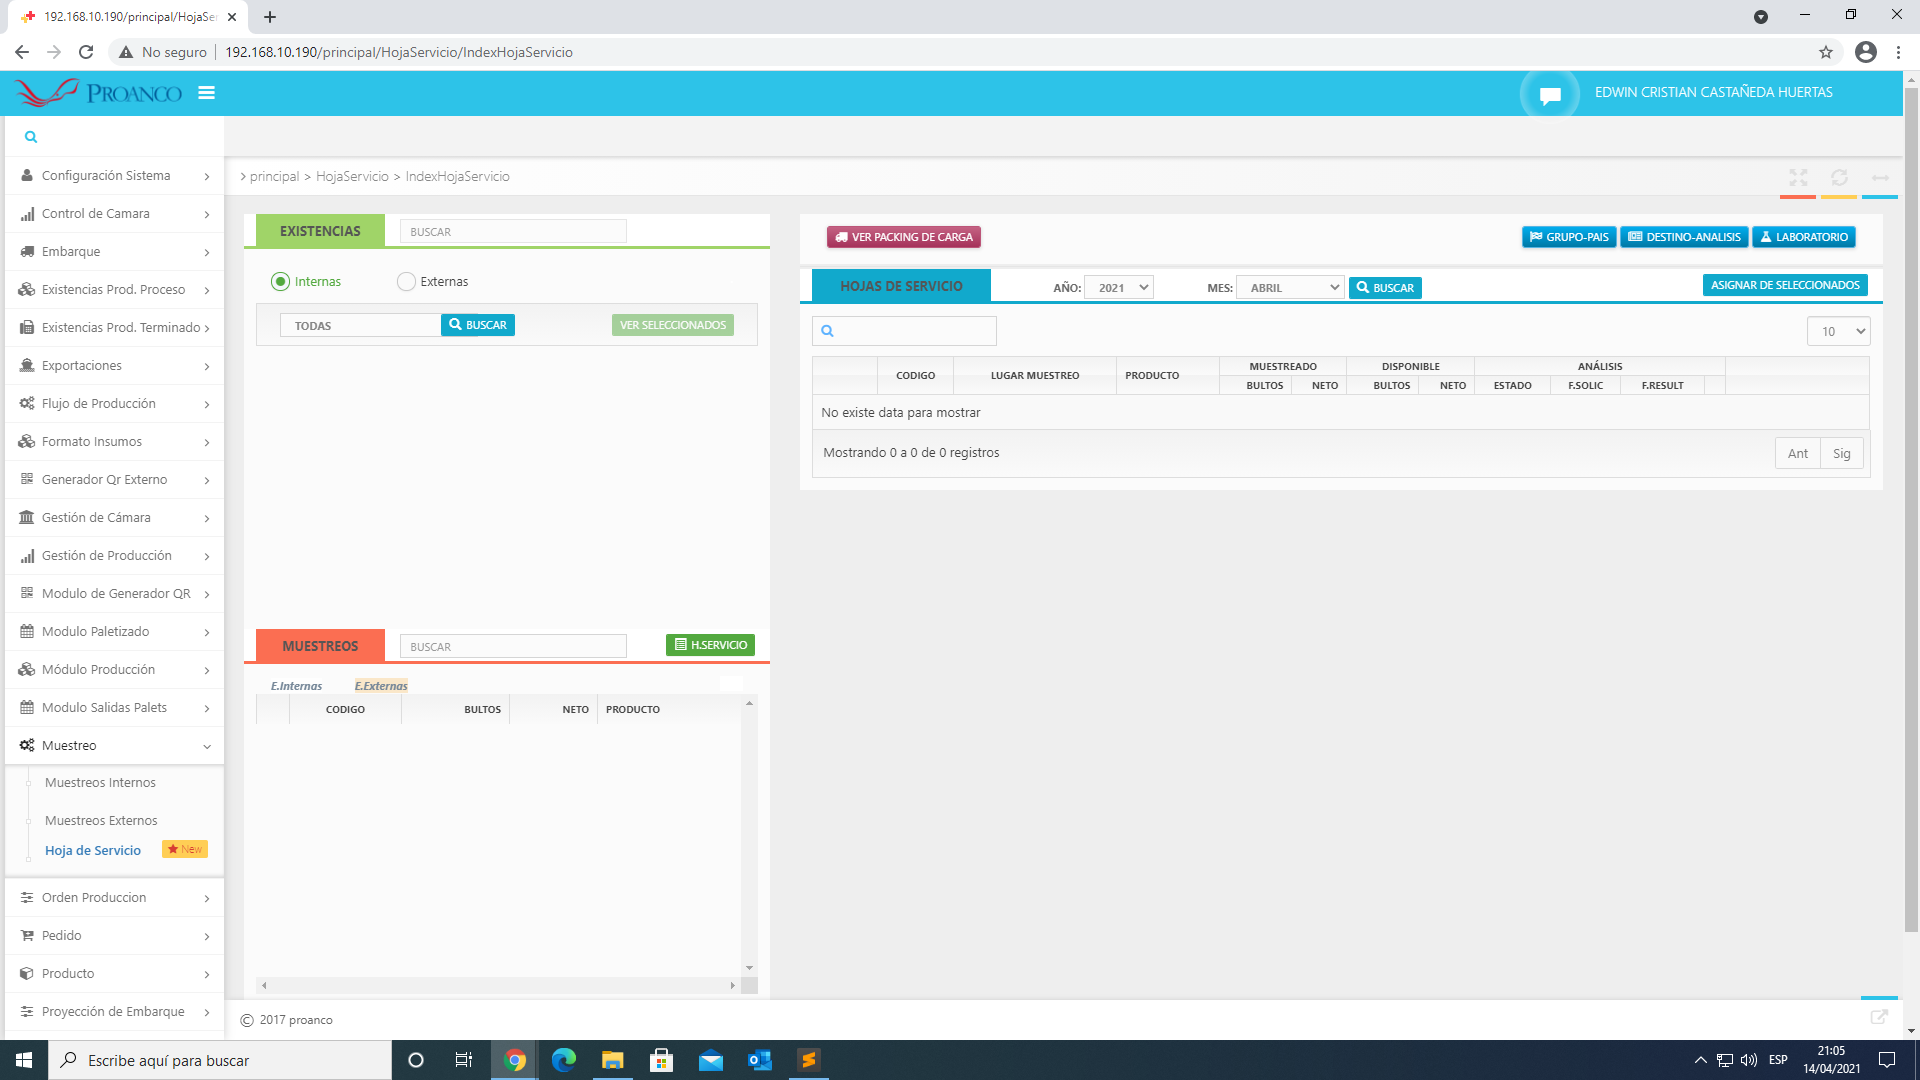 192.168.10.190/principal/HojaSer
No seguro
192.168.10.190/principal/HojaServicio/IndexHojaServicio
PROANCO
EDWIN CRISTIAN CASTAÑEDA HUERTAS
Configuración Sistema
Control de Camara
Embarque
Existencias Prod. Proceso
Existencias Prod. Terminado
Exportaciones
Flujo de Producción
Formato Insumos
Generador Qr Externo
Gestión de Cámara
Gestión de Producción
Modulo de Generador QR
Modulo Paletizado
Módulo Producción
Modulo Salidas Palets
Muestreo
Muestreos Internos
Muestreos Externos
Hoja de Servicio New
Orden Produccion
Pedido
Producto
Proyección de Embarque
> principal > HojaServicio > IndexHojaServicio
EXISTENCIAS BUSCAR
Internas Externas
TODAS BUSCAR VER SELECCIONADOS
MUESTREOS BUSCAR H.SERVICIO
E.Internas E.Externas
CODIGO BULTOS NETO PRODUCTO
VER PACKING DE CARGA GRUPO-PAIS DESTINO-ANALISIS LABORATORIO
HOJAS DE SERVICIO AÑO: 2021 MES: ABRIL BUSCAR ASIGNAR DE SELECCIONADOS
10
CODIGO LUGAR MUESTREO PRODUCTO MUESTREADO DISPONIBLE ANÁLISIS
BULTOS NETO BULTOS NETO ESTADO F.SOLIC F.RESULT
No existe data para mostrar
Mostrando 0 a 0 de 0 registros Ant Sig
© 2017 proanco
Escribe aquí para buscar
ESP
21:05
14/04/2021